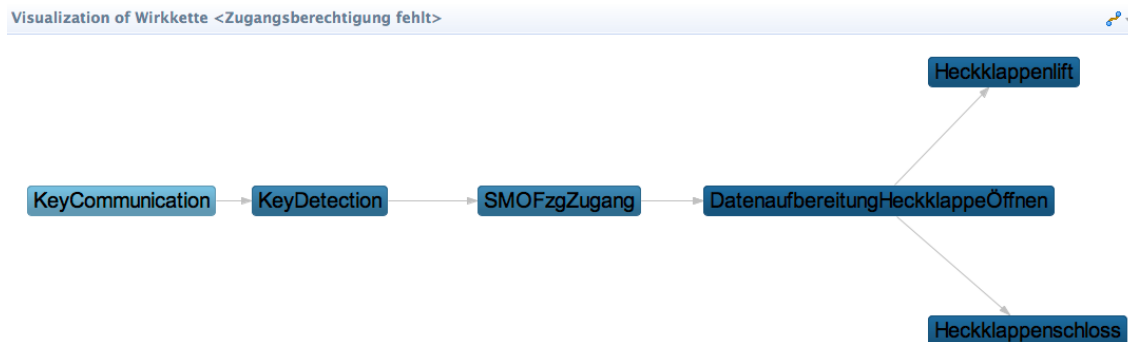 Visualization of Wirkkette <Zugangsberechtigung fehlt>
Heckklappenlift
KeyCommunication
KeyDetection
SMOFzgZugang
DatenaufbereitungHeckklappeÖffnen
Heckklappenschloss